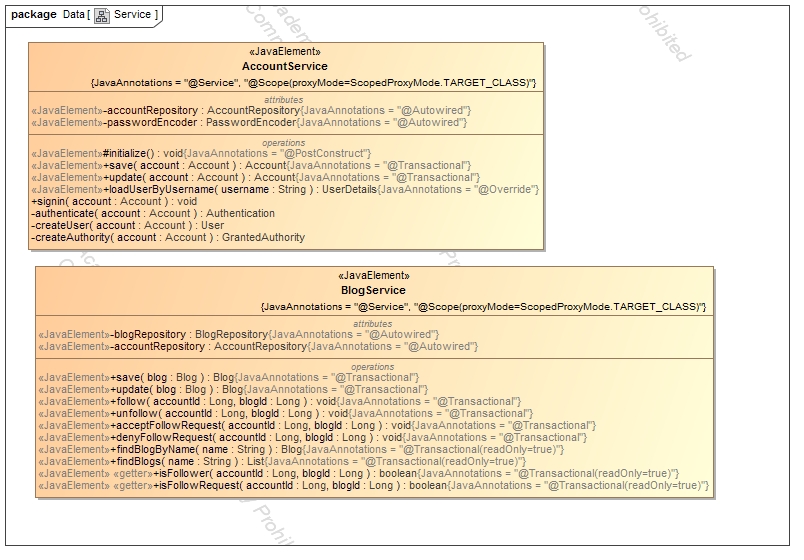 package Data [ Service ]
Academ
Comm
ohibited
«JavaElement»
AccountService
{JavaAnnotations = "@Service", "@Scope(proxyMode=ScopedProxyMode.TARGET_CLASS)"}
attributes
«JavaElement»-accountRepository : AccountRepository{JavaAnnotations = "@Autowired"}
«JavaElement»-passwordEncoder : PasswordEncoder{JavaAnnotations = "@Autowired"}
operations
«JavaElement»#initialize() : void{JavaAnnotations = "@PostConstruct"}
«JavaElement»+save( account : Account ) : Account{JavaAnnotations = "@Transactional"}
«JavaElement»+update( account : Account ) : Account{JavaAnnotations = "@Transactional"}
«JavaElement»+loadUserByUsername( username : String ) : UserDetails{JavaAnnotations = "@Override"}
+signin( account : Account ) : void
-authenticate( account : Account ) : Authentication
-createUser( account : Account ) : User
-createAuthority( account : Account ) : GrantedAuthority
«JavaElement»
BlogService
{JavaAnnotations = "@Service", "@Scope(proxyMode=ScopedProxyMode.TARGET_CLASS)"}
attributes
«JavaElement»-blogRepository : BlogRepository{JavaAnnotations = "@Autowired"}
«JavaElement»-accountRepository : AccountRepository{JavaAnnotations = "@Autowired"}
operations
«JavaElement»+save( blog : Blog ) : Blog{JavaAnnotations = "@Transactional"}
«JavaElement»+update( blog : Blog ) : Blog{JavaAnnotations = "@Transactional"}
«JavaElement»+follow( accountId : Long, blogId : Long ) : void{JavaAnnotations = "@Transactional"}
«JavaElement»+unfollow( accountId : Long, blogId : Long ) : void{JavaAnnotations = "@Transactional"}
«JavaElement»+acceptFollowRequest( accountId : Long, blogId : Long ) : void{JavaAnnotations = "@Transactional"}
«JavaElement»+denyFollowRequest( accountId : Long, blogId : Long ) : void{JavaAnnotations = "@Transactional"}
«JavaElement»+findBlogByName( name : String ) : Blog{JavaAnnotations = "@Transactional(readOnly=true)"}
«JavaElement»+findBlogs( name : String ) : List{JavaAnnotations = "@Transactional(readOnly=true)"}
«JavaElement» «getter»+isFollower( accountId : Long, blogId : Long ) : boolean{JavaAnnotations = "@Transactional(readOnly=true)"}
«JavaElement» «getter»+isFollowRequest( accountId : Long, blogId : Long ) : boolean{JavaAnnotations = "@Transactional(readOnly=true)"}
Prohi